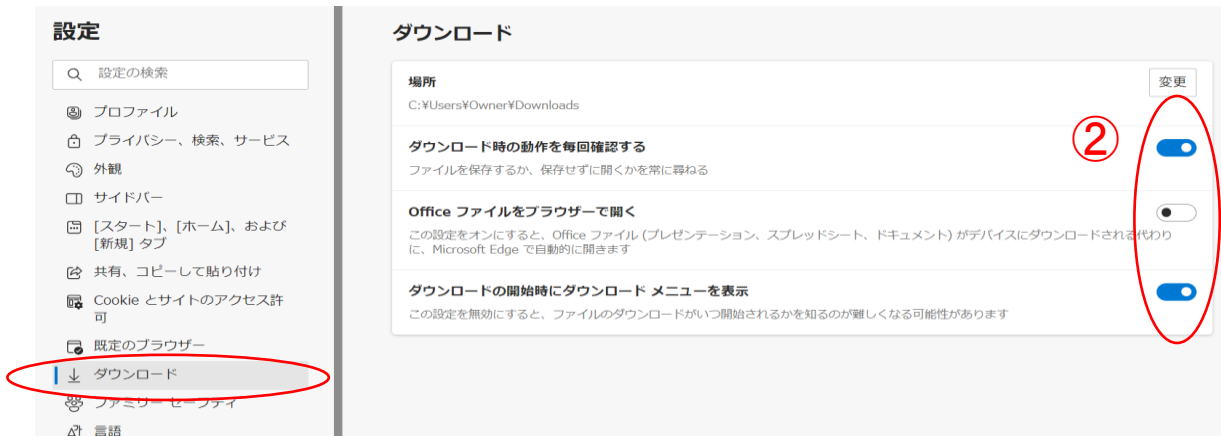 設定
設定の検索
プロファイル
プライバシー、検索、サービス
外観
サイドバー
[スタート]、[ホーム]、および
[新規] タブ
共有、コピーして貼り付け
Cookie とサイトのアクセス許
可
既定のブラウザー
ダウンロード
ファミリー セーフティ
言語
ダウンロード
場所
変更
C:¥Users¥Owner¥Downloads
②
ダウンロード時の動作を毎回確認する
ファイルを保存するか、保存せずに開くかを常に尋ねる
Office ファイルをブラウザーで開く
この設定をオンにすると、Office ファイル (プレゼンテーション、スプレッドシート、ドキュメント) がデバイスにダウンロードされる代わり
に、Microsoft Edge で自動的に開きます
ダウンロードの開始時にダウンロード メニューを表示
この設定を無効にすると、ファイルのダウンロードがいつ開始されるかを知るのが難しくなる可能性があります